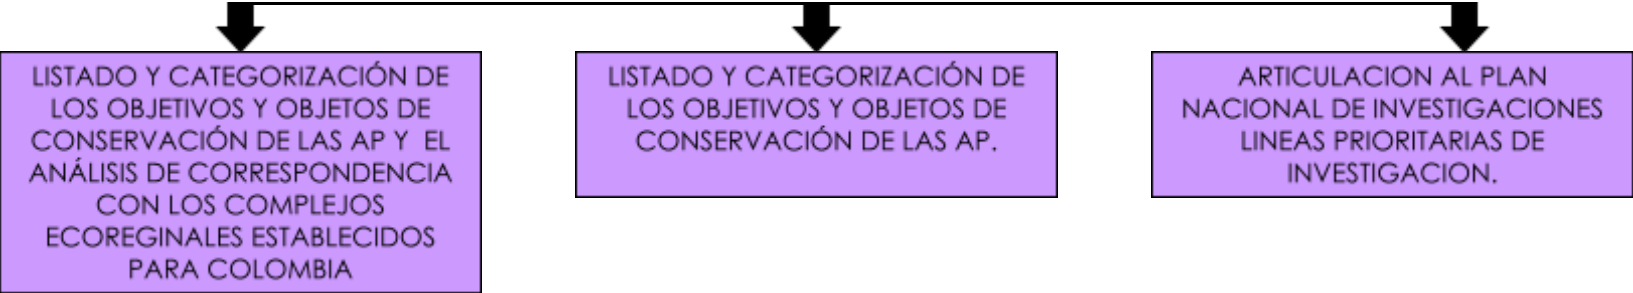 LISTADO Y CATEGORIZACIÓN DE
LOS OBJETIVOS Y OBJETOS DE
CONSERVACIÓN DE LAS AP Y EL
ANÁLISIS DE CORRESPONDENCIA
CON LOS COMPLEJOS
ECOREGINALES ESTABLECIDOS
PARA COLOMBIA
LISTADO Y CATEGORIZACIÓN DE
LOS OBJETIVOS Y OBJETOS DE
CONSERVACIÓN DE LAS AP.
ARTICULACION AL PLAN
NACIONAL DE INVESTIGACIONES
LINEAS PRIORITARIAS DE
INVESTIGACION.